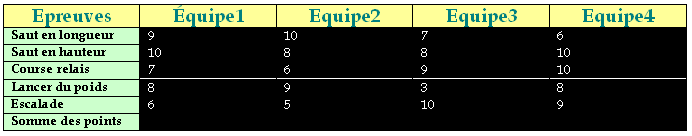 Epreuves Équipe1 Equipe2 Equipe3 Equipe4
Saut en longueur 9 10 7 6
Saut en hauteur 10 8 8 10
Course relais 7 6 9 10
Lancer du poids 8 9 3 8
Escalade 6 5 10 9
Somme des points